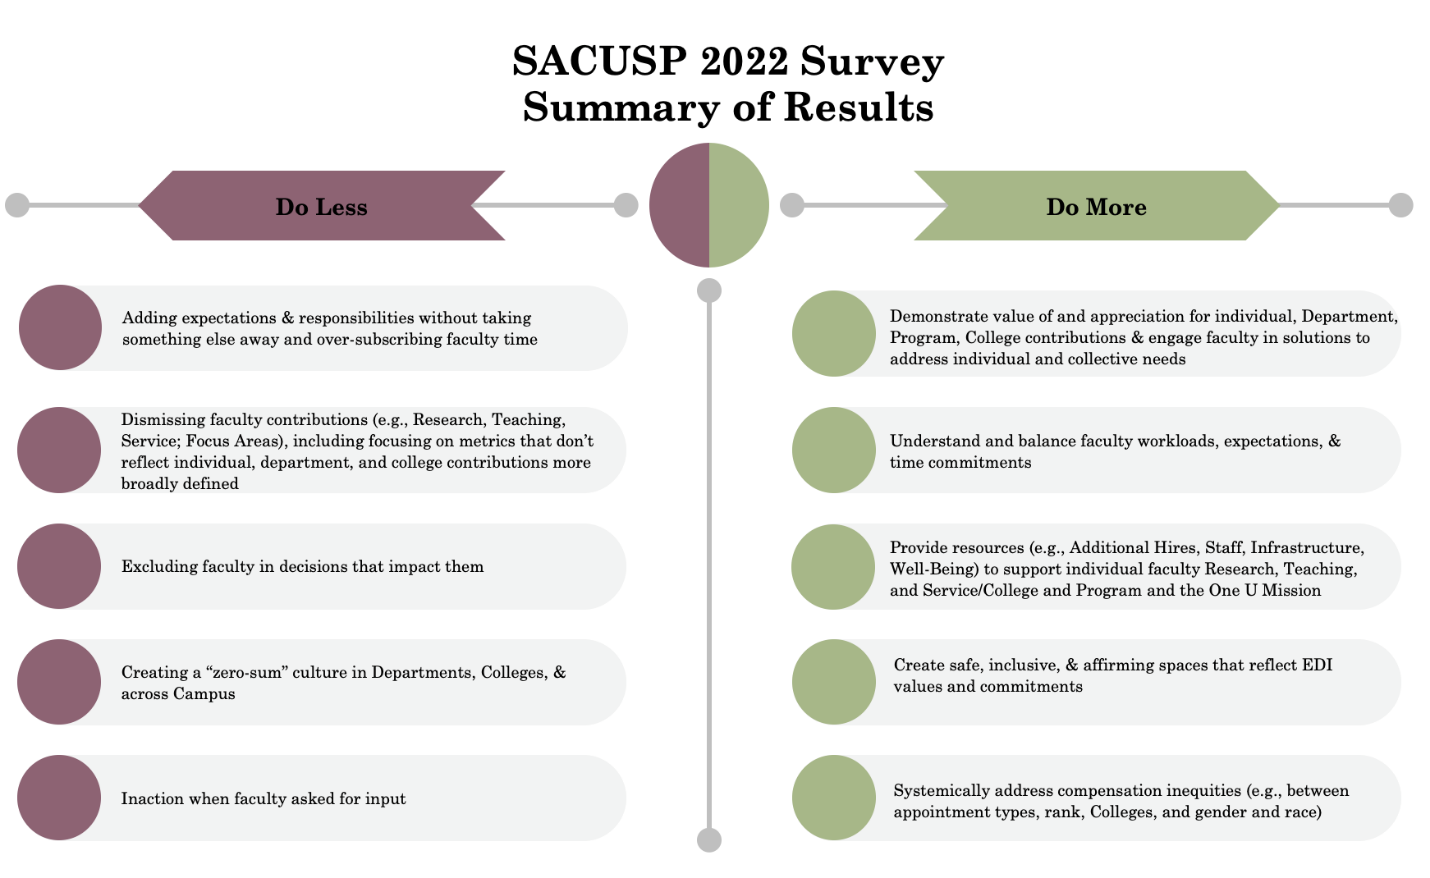 SACUSP 2022 Survey
Summary of Results
Do Less
Adding expectations & responsibilities without taking
something else away and over-subscribing faculty time
Dismissing faculty contributions (e.g., Research, Teaching,
Service; Focus Areas), including focusing on metrics that don’t
reflect individual, department, and college contributions more
broadly defined
Excluding faculty in decisions that impact them
Creating a “zero-sum” culture in Departments, Colleges, &
across Campus
Inaction when faculty asked for input
Do More
Demonstrate value of and appreciation for individual, Department,
Program, College contributions & engage faculty in solutions to
address individual and collective needs
Understand and balance faculty workloads, expectations, &
time commitments
Provide resources (e.g., Additional Hires, Staff, Infrastructure,
Well-Being) to support individual faculty Research, Teaching,
and Service/College and Program and the One U Mission
Create safe, inclusive, & affirming spaces that reflect EDI
values and commitments
Systemically address compensation inequities (e.g., between
appointment types, rank, Colleges, and gender and race)